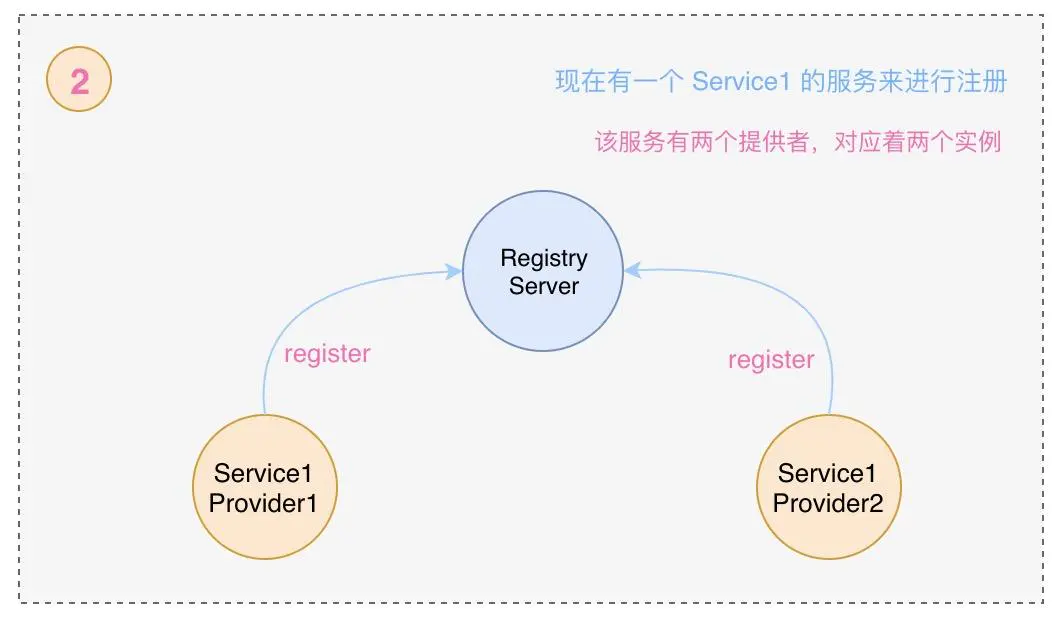 2
现在有一个 Service1 的服务来进行注册
该服务有两个提供者，对应着两个实例
Registry
Server
register
register
Service1
Provider1
Service1
Provider2